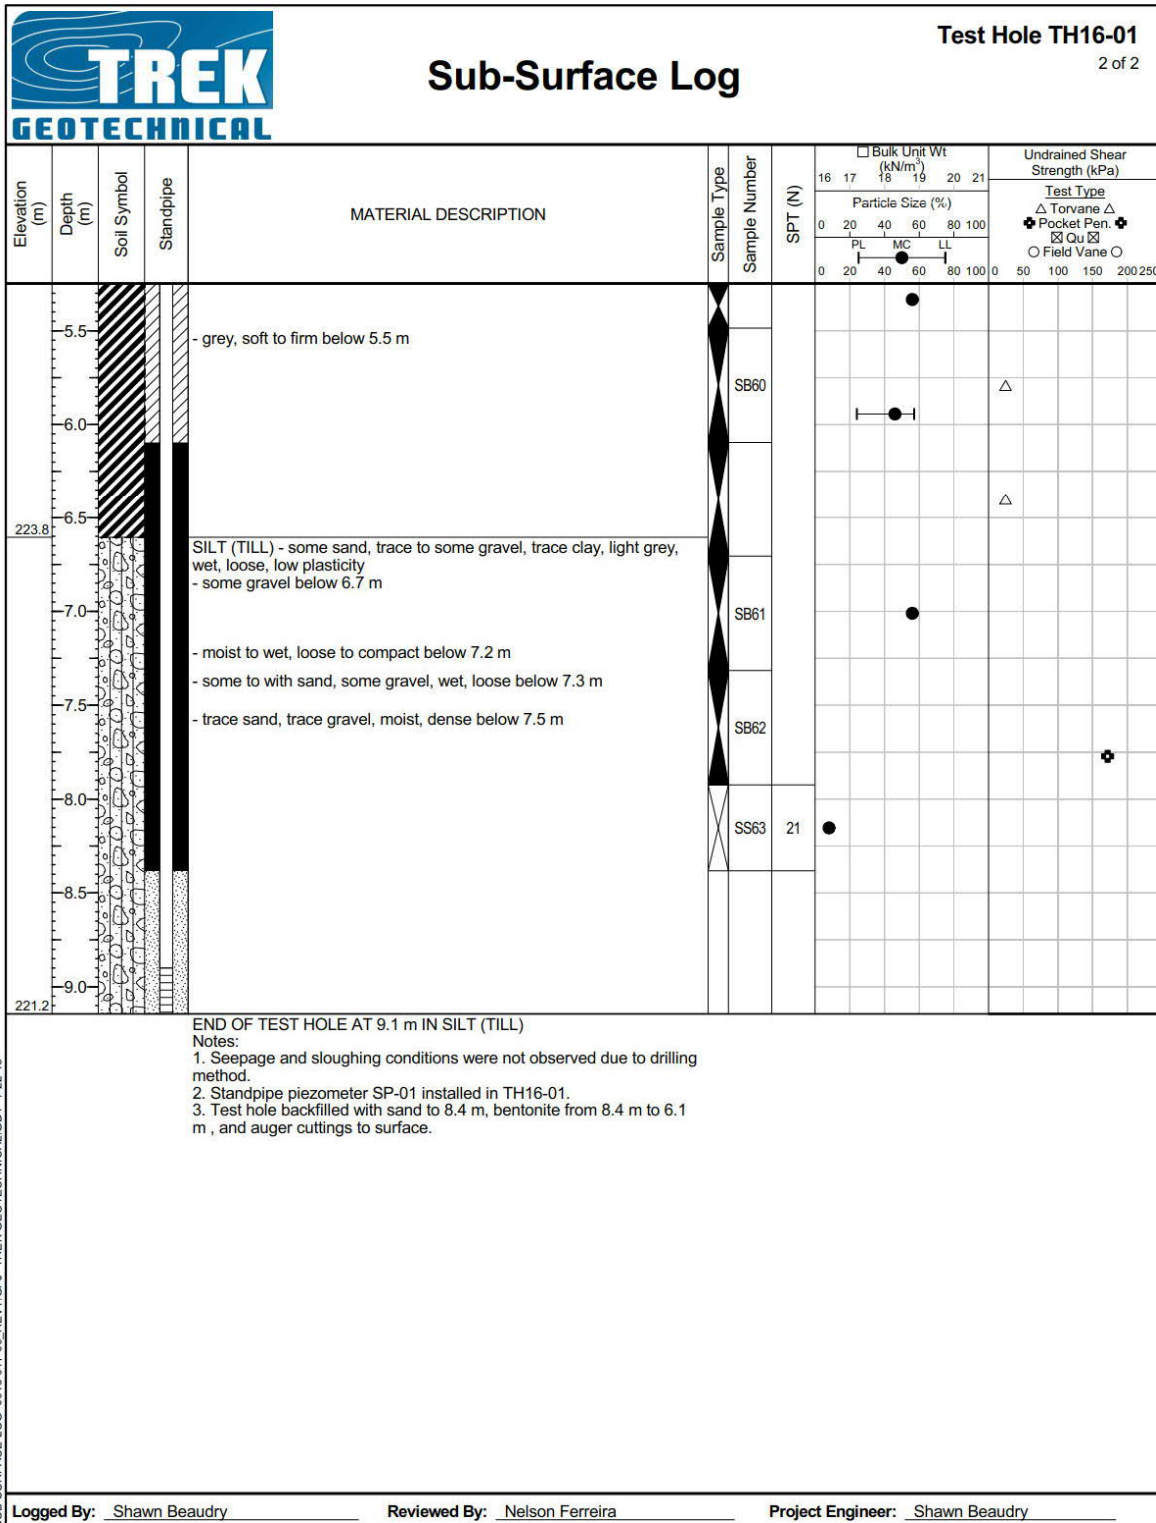 TREK
GEOTECHNICAL
Sub-Surface Log
Test Hole TH16-01
2 of 2
Elevation
(m)
Depth
(m)
Soil Symbol
Standpipe
MATERIAL DESCRIPTION
Sample Type
Sample Number
SPT (N)
Bulk Unit Wt
(kN/m³)
16 17 18 19 20 21
Particle Size (%)
0 20 40 60 80 100
PL MC LL
0 20 40 60 80 100
Undrained Shear
Strength (kPa)
Test Type
△ Torvane △
Pocket Pen.
☒ Qu ☒
○ Field Vane ○
0 50 100 150 200 250
5.5
- grey, soft to firm below 5.5 m
SB60
6.0
6.5
223.8
SILT (TILL) - some sand, trace to some gravel, trace clay, light grey,
wet, loose, low plasticity
- some gravel below 6.7 m
7.0
SB61
- moist to wet, loose to compact below 7.2 m
- some to with sand, some gravel, wet, loose below 7.3 m
7.5
- trace sand, trace gravel, moist, dense below 7.5 m
SB62
8.0
SS63 21
8.5
9.0
221.2
END OF TEST HOLE AT 9.1 m IN SILT (TILL)
Notes:
1. Seepage and sloughing conditions were not observed due to drilling
method.
2. Standpipe piezometer SP-01 installed in TH16-01.
3. Test hole backfilled with sand to 8.4 m, bentonite from 8.4 m to 6.1
m , and auger cuttings to surface.
Logged By: Shawn Beaudry Reviewed By: Nelson Ferreira Project Engineer: Shawn Beaudry